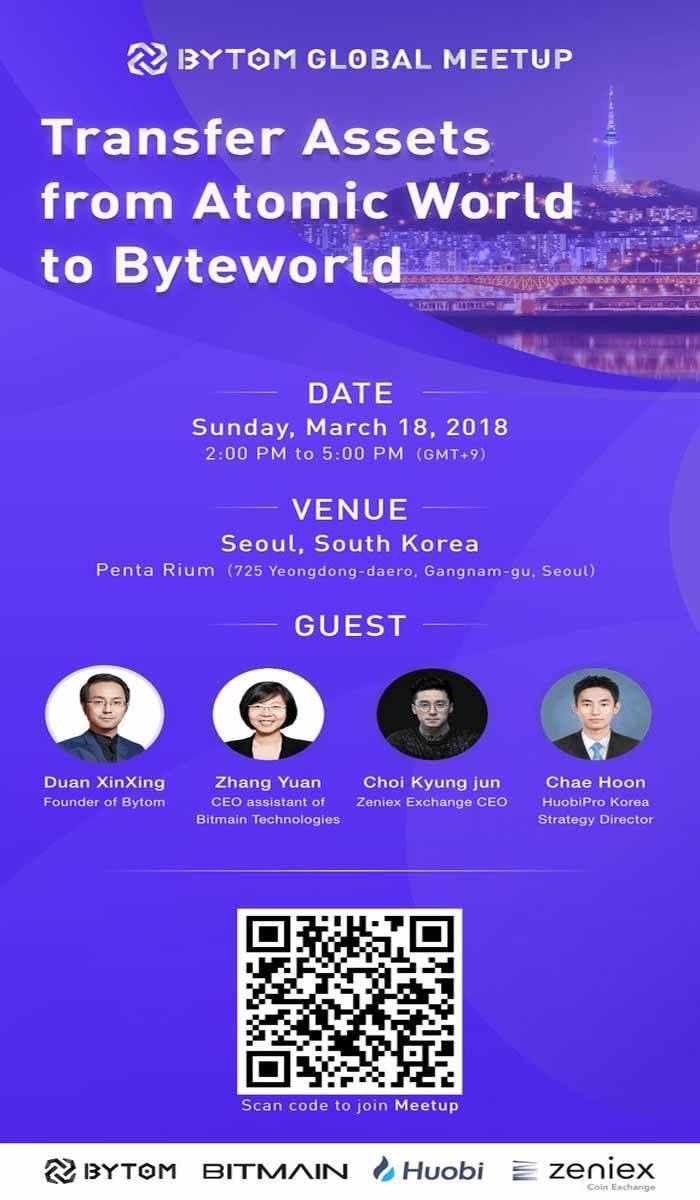 BYTOM GLOBAL MEETUP
Transfer Assets
from Atomic World
to Byteworld
DATE
Sunday, March 18, 2018
2:00 PM to 5:00 PM (GMT+9)
VENUE
Seoul, South Korea
Penta Rium (725 Yeongdong-daero, Gangnam-gu, Seoul)
GUEST
Duan XinXing
Founder of Bytom
Zhang Yuan
CEO assistant of
Bitmain Technologies
Choi Kyung jun
Zeniex Exchange CEO
Chae Hoon
HuobiPro Korea
Strategy Director
Scan code to join Meetup
BYTOM BITMAIN Huobi zeniex
Coin Exchange